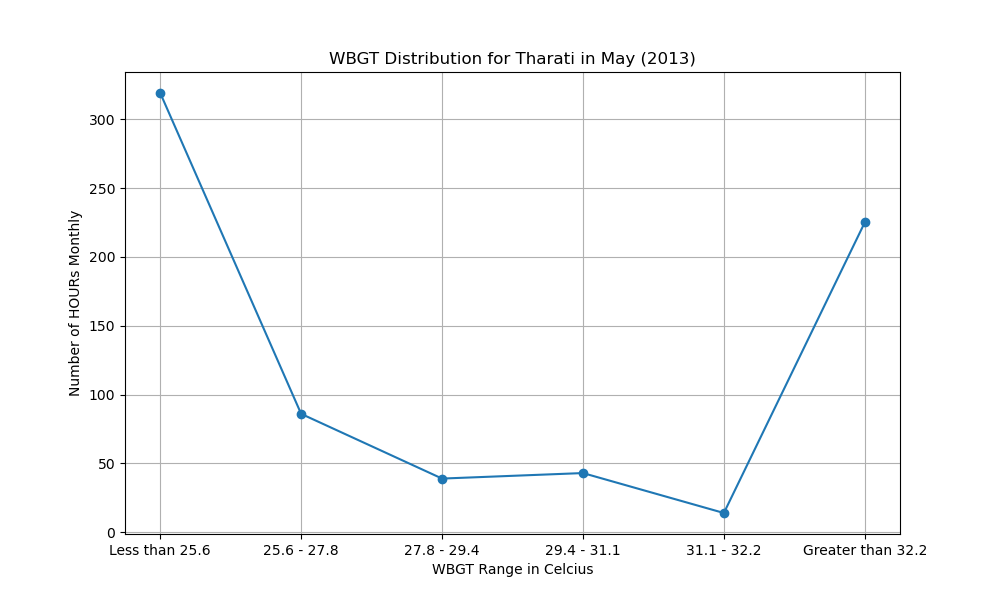 WBGT Distribution for Tharati in May (2013)
Number of HOURs Monthly
300
250
200
150
100
50
0
Less than 25.6
25.6 - 27.8
27.8 - 29.4
29.4 - 31.1
31.1 - 32.2
Greater than 32.2
WBGT Range in Celcius